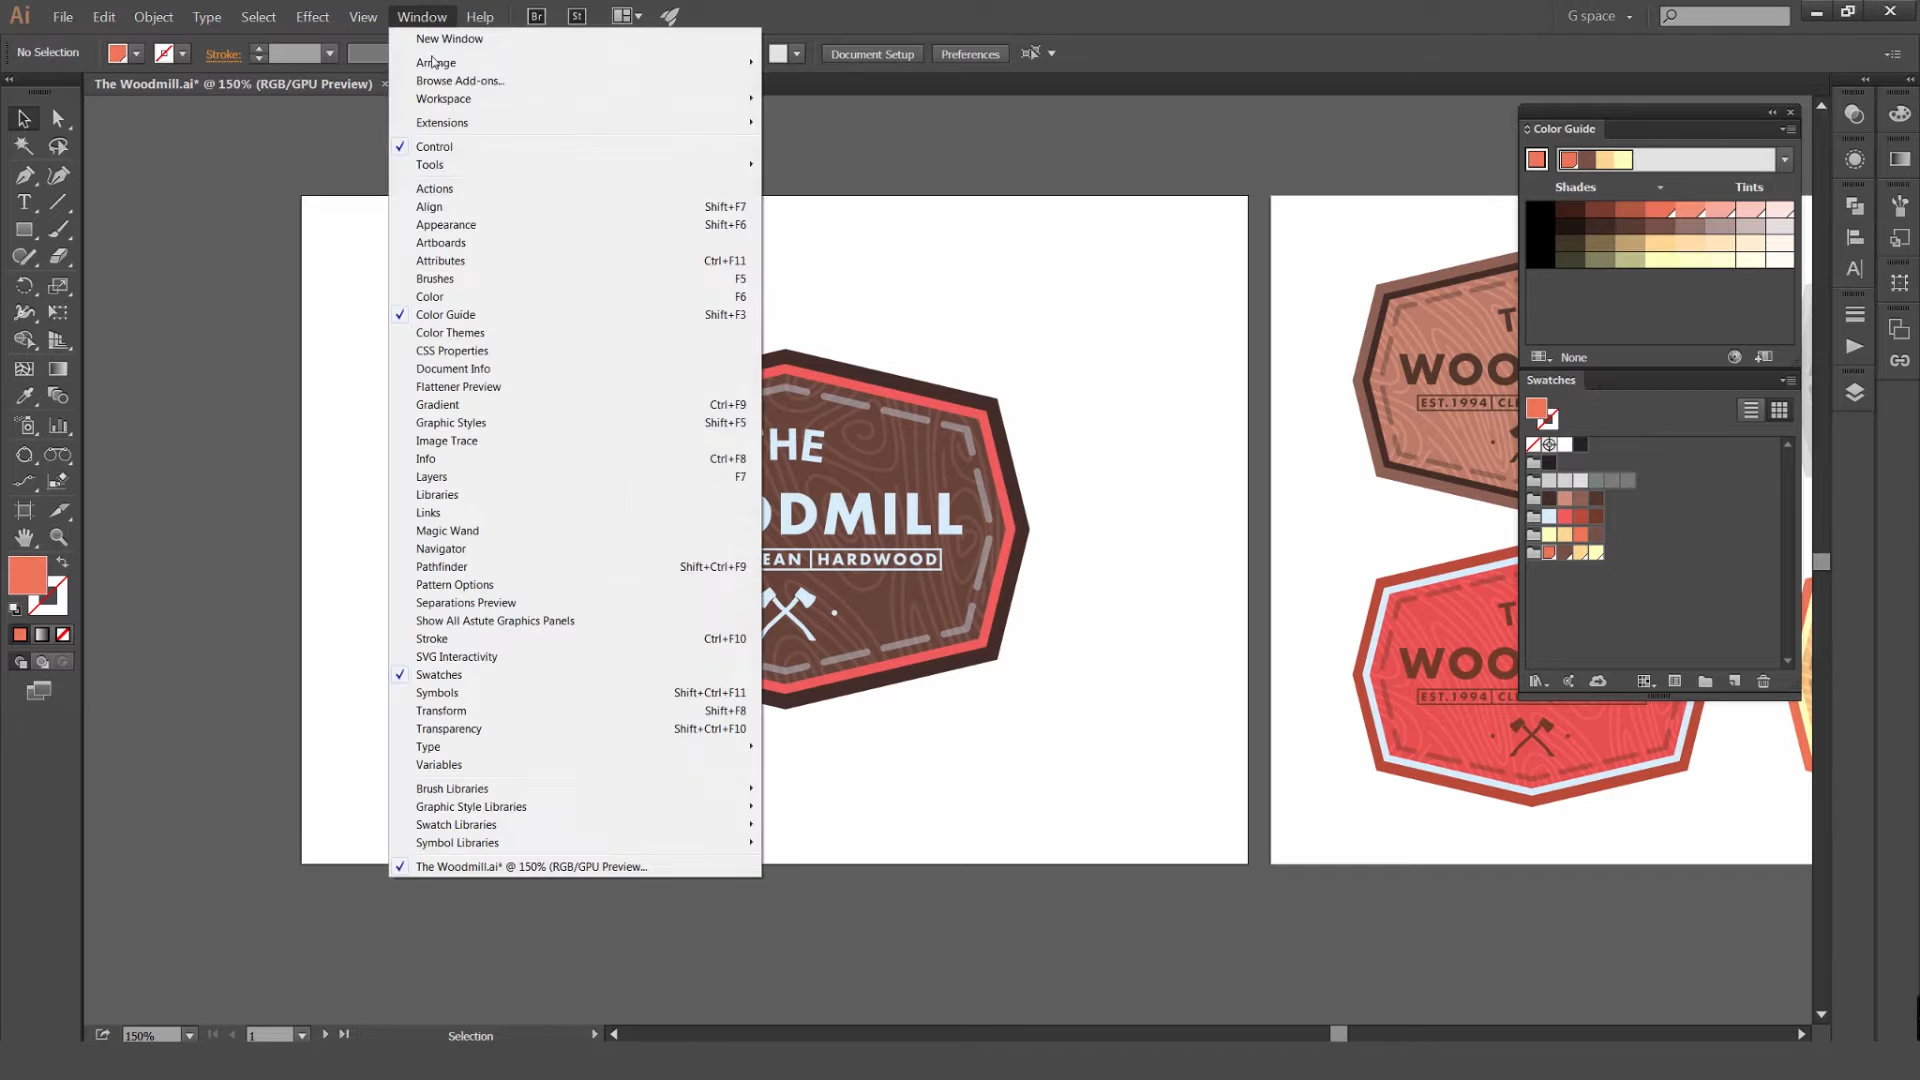 Ai File Edit Object Type Select Effect View Window Help Br St G space
No Selection Stroke: Document Setup Preferences
The Woodmill.ai* @ 150% (RGB/GPU Preview) ×
New Window
Arrange
Browse Add-ons...
Workspace
Extensions
Control
Tools
Actions
Align Shift+F7
Appearance Shift+F6
Artboards
Attributes Ctrl+F11
Brushes F5
Color F6
Color Guide Shift+F3
Color Themes
CSS Properties
Document Info
Flattener Preview
Gradient Ctrl+F9
Graphic Styles Shift+F5
Image Trace
Info Ctrl+F8
Layers F7
Libraries
Links
Magic Wand
Navigator
Pathfinder Shift+Ctrl+F9
Pattern Options
Separations Preview
Show All Astute Graphics Panels
Stroke Ctrl+F10
SVG Interactivity
Swatches
Symbols Shift+Ctrl+F11
Transform Shift+F8
Transparency Shift+Ctrl+F10
Type
Variables
Brush Libraries
Graphic Style Libraries
Swatch Libraries
Symbol Libraries
The Woodmill.ai* @ 150% (RGB/GPU Preview...
HE
ODMILL
EAN HARDWOOD
T
WOO
EST.1994 CL
T
WOO
EST.1994 CL
Color Guide
Shades Tints
None
Swatches
150% 1 Selection